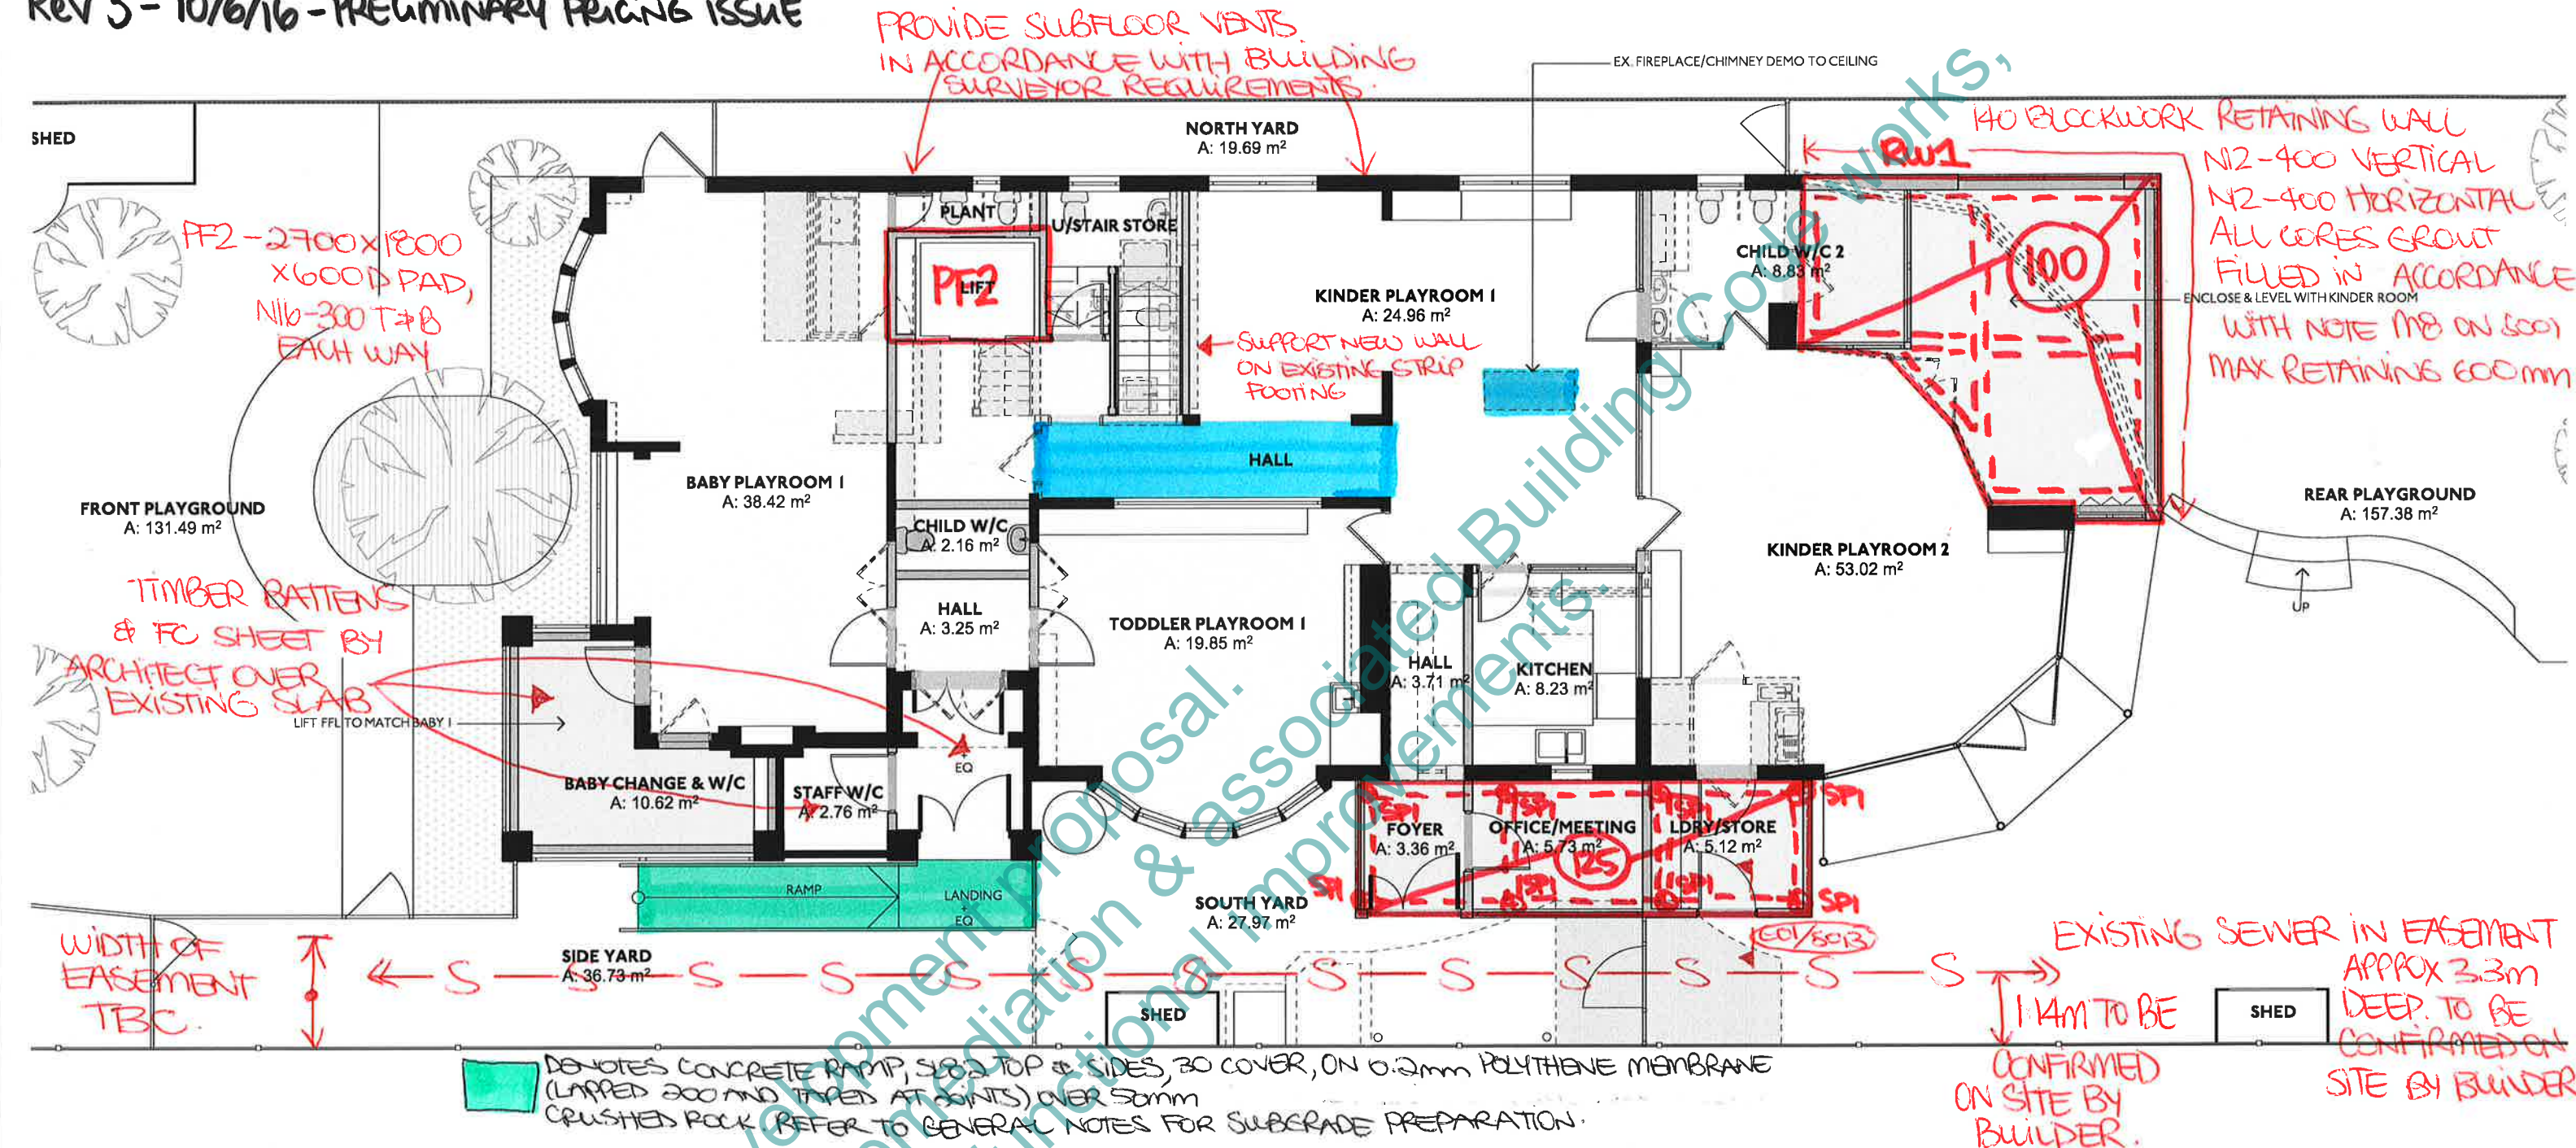 REV 3 - 10/6/16 - PRELIMINARY PRICING ISSUE
PROVIDE SUBFLOOR VENTS
IN ACCORDANCE WITH BUILDING
SURVEYOR REQUIREMENTS.
EX. FIREPLACE/CHIMNEY DEMO TO CEILING
SHED
NORTH YARD
A: 19.69 m²
140 BLOCKWORK RETAINING WALL
N12-400 VERTICAL
N12-400 HORIZONTAL
ALL CORES GROUT
FILLED IN ACCORDANCE
WITH NOTE M8 ON S001
MAX RETAINING 600mm
RW1
100
ENCLOSE & LEVEL WITH KINDER ROOM
PF2-2700x1800
x600D PAD,
N16-300 T&B
EACH WAY
PLANT
U/STAIR STORE
PF2
LIFT
KINDER PLAYROOM 1
A: 24.96 m²
SUPPORT NEW WALL
ON EXISTING STRIP
FOOTING
CHILD W/C 2
A: 8.83 m²
HALL
BABY PLAYROOM 1
A: 38.42 m²
FRONT PLAYGROUND
A: 131.49 m²
REAR PLAYGROUND
A: 157.38 m²
UP
CHILD W/C
A: 2.16 m²
KINDER PLAYROOM 2
A: 53.02 m²
TIMBER BATTENS
& FC SHEET BY
ARCHITECT OVER
EXISTING SLAB
LIFT FFL TO MATCH BABY 1
HALL
A: 3.25 m²
TODDLER PLAYROOM 1
A: 19.85 m²
HALL
A: 3.71 m²
KITCHEN
A: 8.23 m²
EQ
BABY CHANGE & W/C
A: 10.62 m²
STAFF W/C
A: 2.76 m²
SP1
SP1
SP1
SP1
FOYER
A: 3.36 m²
OFFICE/MEETING
A: 5.73 m²
LDRY/STORE
A: 5.12 m²
125
SP1
SP1
SP1
SP1
RAMP
LANDING
EQ
SOUTH YARD
A: 27.97 m²
SIDE YARD
A: 36.73 m²
WIDTH OF
EASEMENT
TBC.
S S S S S S S S S S S S S
EXISTING SEWER IN EASEMENT
APPROX 3.3m
DEEP. TO BE
CONFIRMED ON
SITE BY BUILDER
1.14m TO BE
CONFIRMED
ON SITE BY
BUILDER.
SHED
SHED
DENOTES CONCRETE RAMP, SL82 TOP & SIDES, 30 COVER, ON 0.2mm POLYTHENE MEMBRANE
(LAPPED 200 AND TAPED AT JOINTS) OVER 50mm
CRUSHED ROCK. REFER TO GENERAL NOTES FOR SUBGRADE PREPARATION.
development proposal.
remediation & associated Building Code works,
functional improvements.